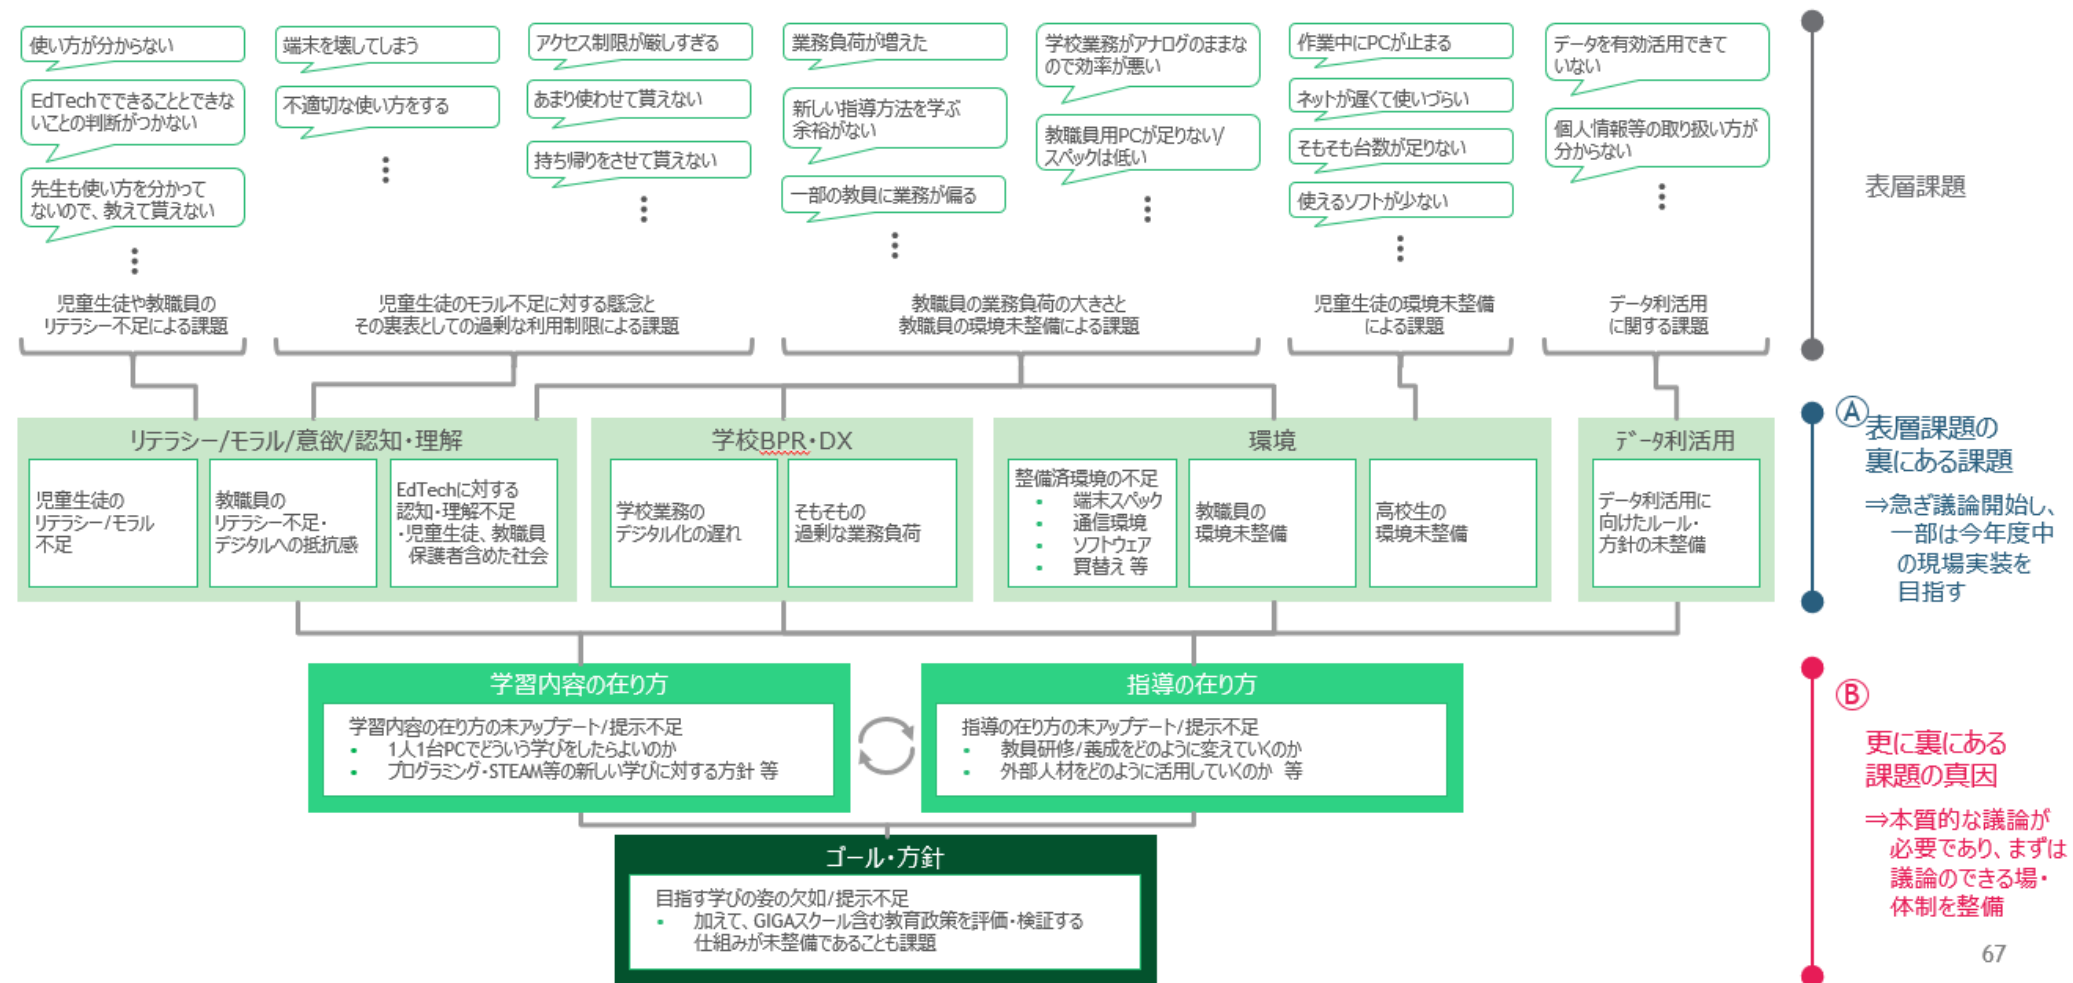 使い方が分からない
EdTechでできることとできな
いことの判断がつかない
先生も使い方を分かって
ないので、教えて貰えない
端末を壊してしまう
不適切な使い方をする
アクセス制限が厳しすぎる
あまり使わせて貰えない
持ち帰りをさせて貰えない
業務負荷が増えた
新しい指導方法を学ぶ
余裕がない
一部の教員に業務が偏る
学校業務がアナログのままな
ので効率が悪い
教職員用PCが足りない/
スペックは低い
作業中にPCが止まる
ネットが遅くて使いづらい
そもそも台数が足りない
使えるソフトが少ない
データを有効活用できて
いない
個人情報等の取り扱い方が
分からない
表層課題
児童生徒や教職員の
リテラシー不足による課題
児童生徒のモラル不足に対する懸念と
その裏表としての過剰な利用制限による課題
教職員の業務負荷の大きさと
教職員の環境未整備による課題
児童生徒の環境未整備
による課題
データ利活用
に関する課題
リテラシー/モラル/意欲/認知・理解
児童生徒の
リテラシー/モラル
不足
教職員の
リテラシー不足・
デジタルへの抵抗感
EdTechに対する
認知・理解不足
・児童生徒、教職員
保護者含めた社会
学校BPR・DX
学校業務の
デジタル化の遅れ
そもそもの
過剰な業務負荷
環境
整備済環境の不足
• 端末スペック
• 通信環境
• ソフトウェア
• 買替え 等
教職員の
環境未整備
高校生の
環境未整備
データ利活用
データ利活用に
向けたルール・
方針の未整備
Ⓐ
表層課題の
裏にある課題
⇒急ぎ議論開始し、
一部は今年度中
の現場実装を
目指す
学習内容の在り方
学習内容の在り方の未アップデート/提示不足
• 1人1台PCでどういう学びをしたらよいのか
• プログラミング・STEAM等の新しい学びに対する方針 等
指導の在り方
指導の在り方の未アップデート/提示不足
• 教員研修/養成をどのように変えていくのか
• 外部人材をどのように活用していくのか 等
ゴール・方針
目指す学びの姿の欠如/提示不足
• 加えて、GIGAスクール含む教育政策を評価・検証する
仕組みが未整備であることも課題
Ⓑ
更に裏にある
課題の真因
⇒本質的な議論が
必要であり、まずは
議論のできる場・
体制を整備
67